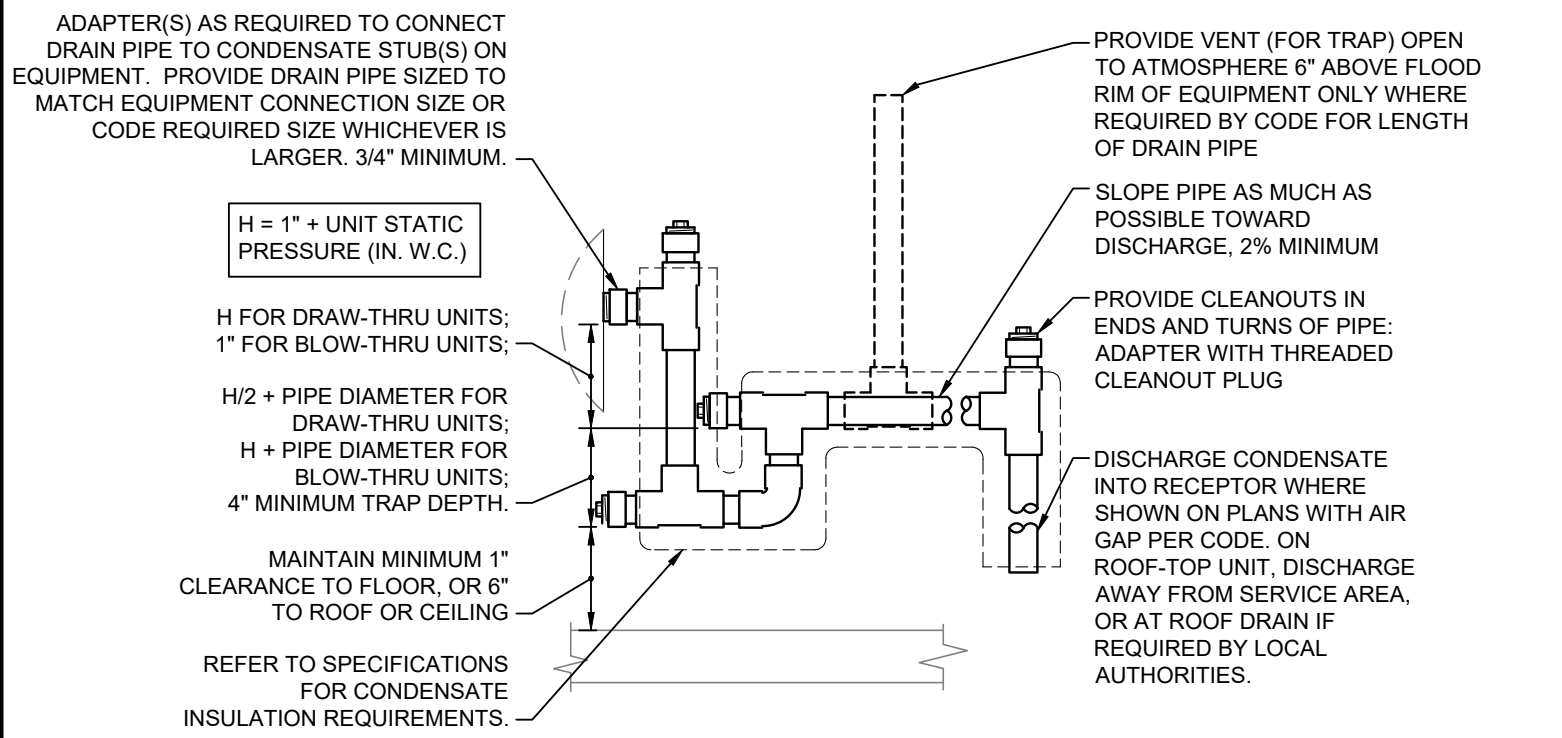 ADAPTER(S) AS REQUIRED TO CONNECT
DRAIN PIPE TO CONDENSATE STUB(S) ON
EQUIPMENT. PROVIDE DRAIN PIPE SIZED TO
MATCH EQUIPMENT CONNECTION SIZE OR
CODE REQUIRED SIZE WHICHEVER IS
LARGER. 3/4" MINIMUM.
H = 1" + UNIT STATIC
PRESSURE (IN. W.C.)
H FOR DRAW-THRU UNITS;
1" FOR BLOW-THRU UNITS;
H/2 + PIPE DIAMETER FOR
DRAW-THRU UNITS;
H + PIPE DIAMETER FOR
BLOW-THRU UNITS;
4" MINIMUM TRAP DEPTH.
MAINTAIN MINIMUM 1"
CLEARANCE TO FLOOR, OR 6"
TO ROOF OR CEILING
REFER TO SPECIFICATIONS
FOR CONDENSATE
INSULATION REQUIREMENTS.
PROVIDE VENT (FOR TRAP) OPEN
TO ATMOSPHERE 6" ABOVE FLOOD
RIM OF EQUIPMENT ONLY WHERE
REQUIRED BY CODE FOR LENGTH
OF DRAIN PIPE
SLOPE PIPE AS MUCH AS
POSSIBLE TOWARD
DISCHARGE, 2% MINIMUM
PROVIDE CLEANOUTS IN
ENDS AND TURNS OF PIPE:
ADAPTER WITH THREADED
CLEANOUT PLUG
DISCHARGE CONDENSATE
INTO RECEPTOR WHERE
SHOWN ON PLANS WITH AIR
GAP PER CODE. ON
ROOF-TOP UNIT, DISCHARGE
AWAY FROM SERVICE AREA,
OR AT ROOF DRAIN IF
REQUIRED BY LOCAL
AUTHORITIES.